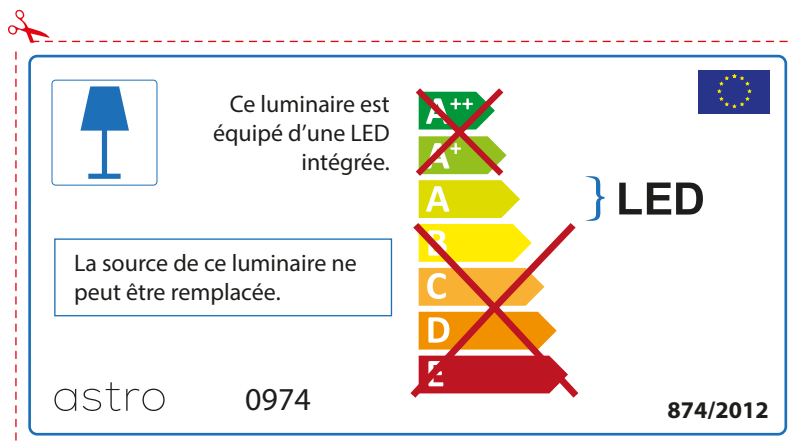 Ce luminaire est
équipé d’une LED
intégrée.
A++
A+
A
B
C
D
E
LED
La source de ce luminaire ne
peut être remplacée.
astro
0974
874/2012